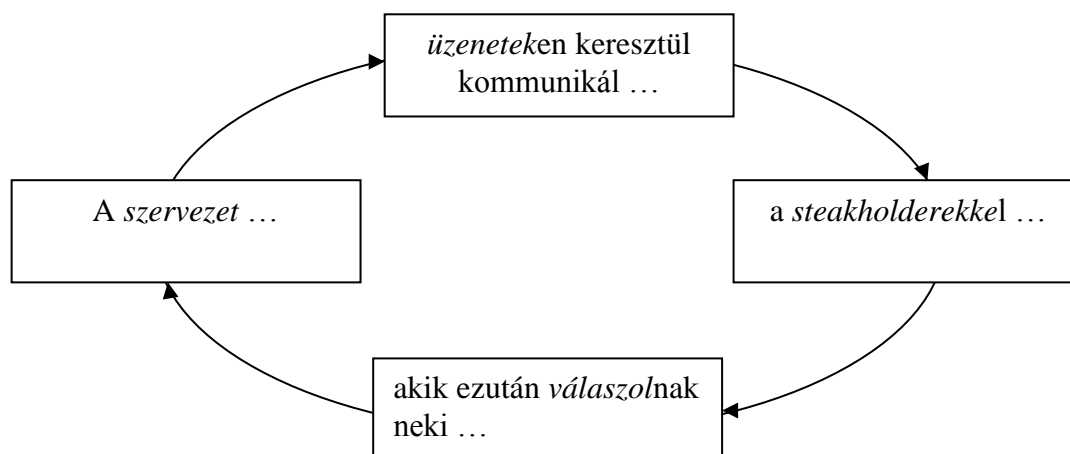 üzeneteken keresztül
kommunikál …
A szervezet …
a steakholderekkel …
akik ezután válaszolnak
neki …